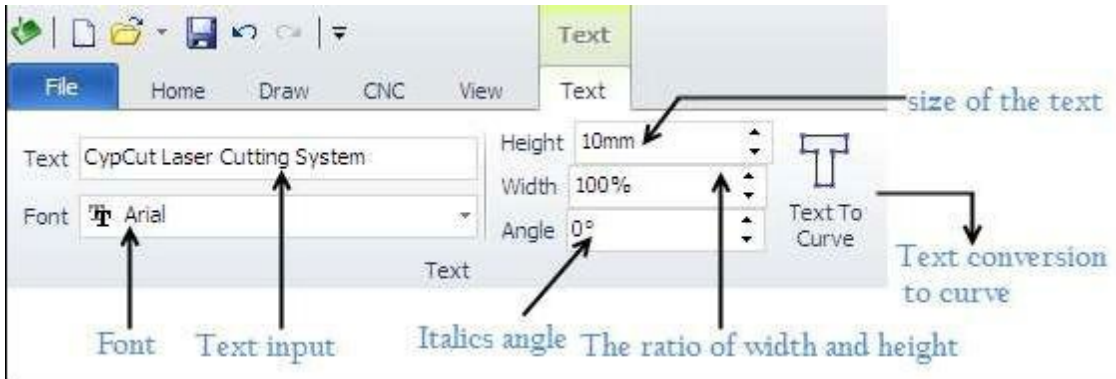 Text
File Home Draw CNC View Text
size of the text
Text CypCut Laser Cutting System
Font Arial
Height 10mm
Width 100%
Angle 0°
Text To
Curve
Text
Text conversion
to curve
Font Text input Italics angle The ratio of width and height